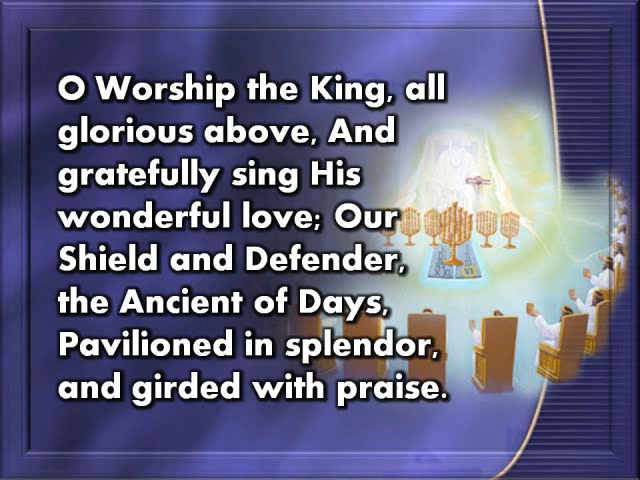 O Worship the King, all
glorious above, And
gratefully sing His
wonderful love; Our
Shield and Defender,
the Ancient of Days,
Pavilioned in splendor,
and girded with praise.